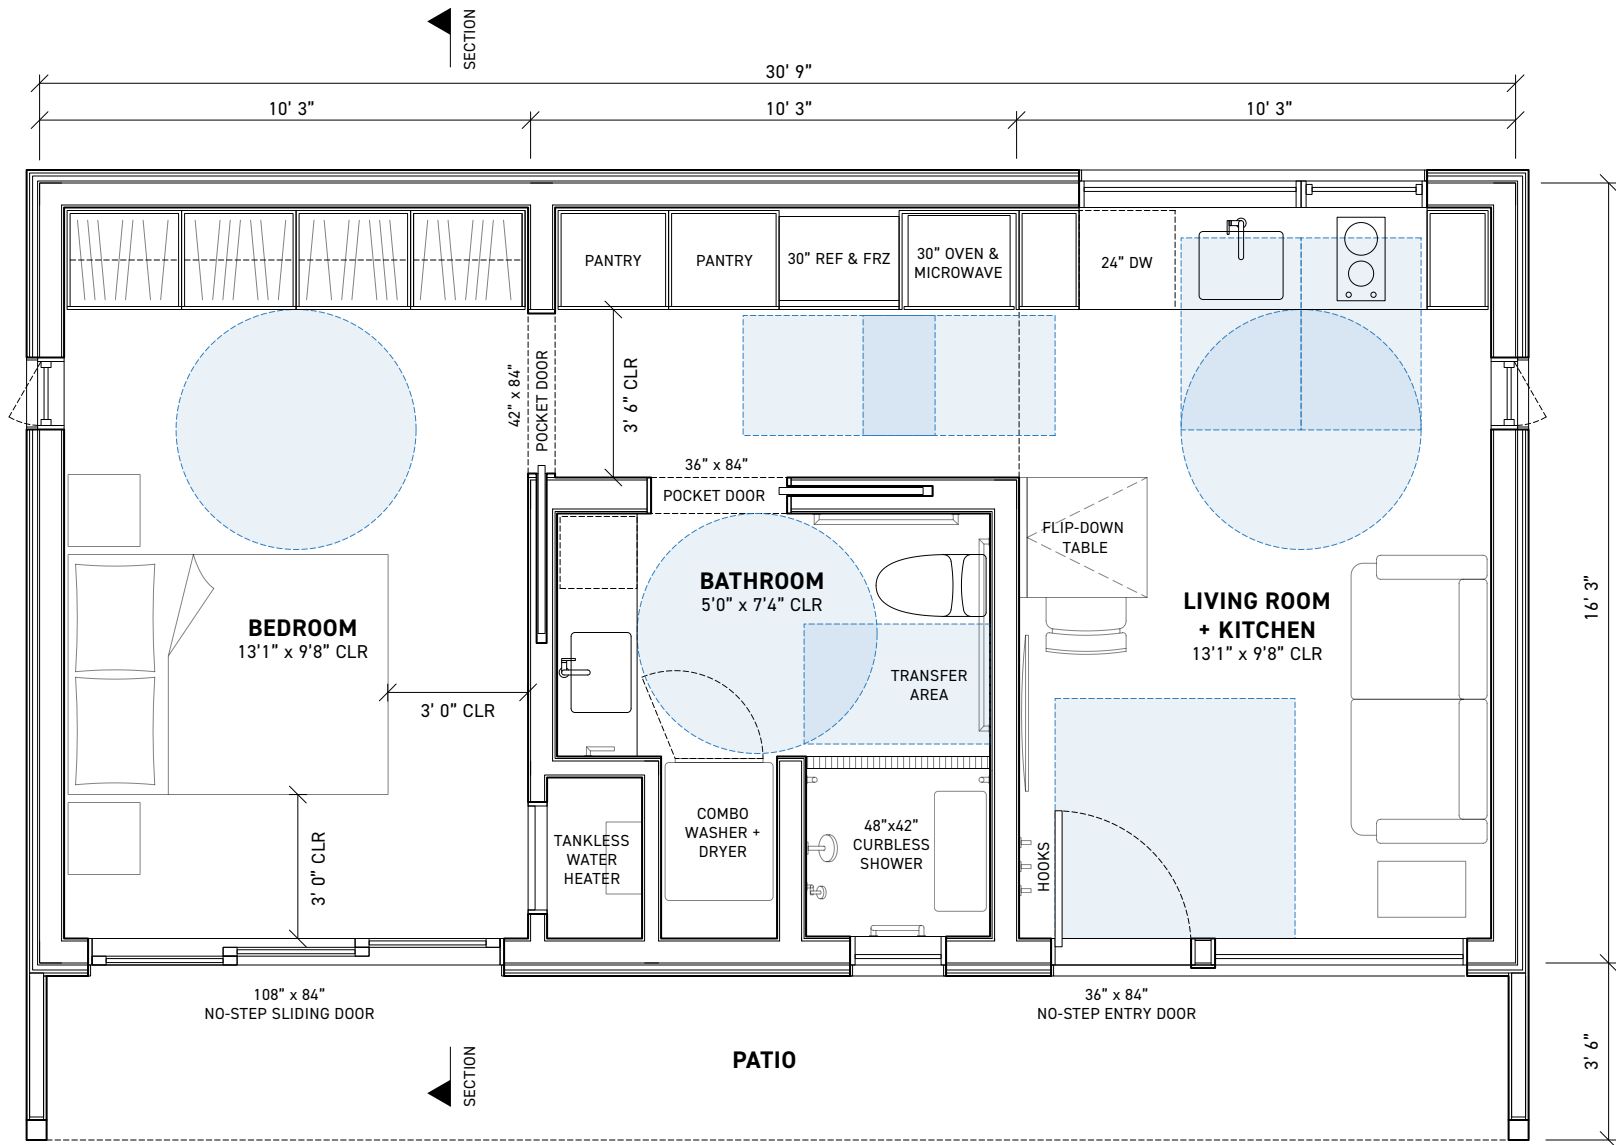 SECTION
30' 9"
10' 3"
10' 3"
10' 3"
PANTRY
PANTRY
30" REF & FRZ
30" OVEN &
MICROWAVE
24" DW
42" x 84"
POCKET DOOR
3' 6" CLR
36" x 84"
POCKET DOOR
FLIP-DOWN
TABLE
BATHROOM
5'0" x 7'4" CLR
LIVING ROOM
+ KITCHEN
13'1" x 9'8" CLR
16' 3"
BEDROOM
13'1" x 9'8" CLR
TRANSFER
AREA
3' 0" CLR
COMBO
WASHER +
DRYER
48"x42"
CURBLESS
SHOWER
TANKLESS
WATER
HEATER
3' 0" CLR
HOOKS
108" x 84"
NO-STEP SLIDING DOOR
36" x 84"
NO-STEP ENTRY DOOR
PATIO
3' 6"
SECTION